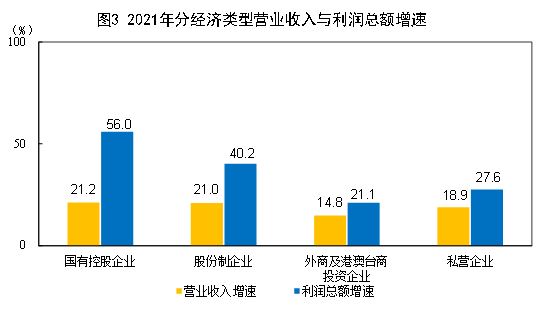 图3 2021年分经济类型营业收入与利润总额增速
(%)
100
50
0
21.2
56.0
21.0
40.2
14.8
21.1
18.9
27.6
国有控股企业
股份制企业
外商及港澳台商
投资企业
私营企业
营业收入增速
利润总额增速